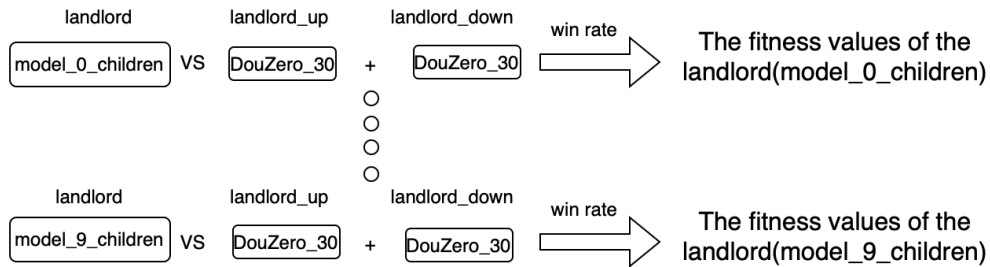 landlord landlord_up landlord_down
model_0_children VS DouZero_30 + DouZero_30 win rate
The fitness values of the
landlord(model_0_children)
landlord landlord_up landlord_down
model_9_children VS DouZero_30 + DouZero_30 win rate
The fitness values of the
landlord(model_9_children)